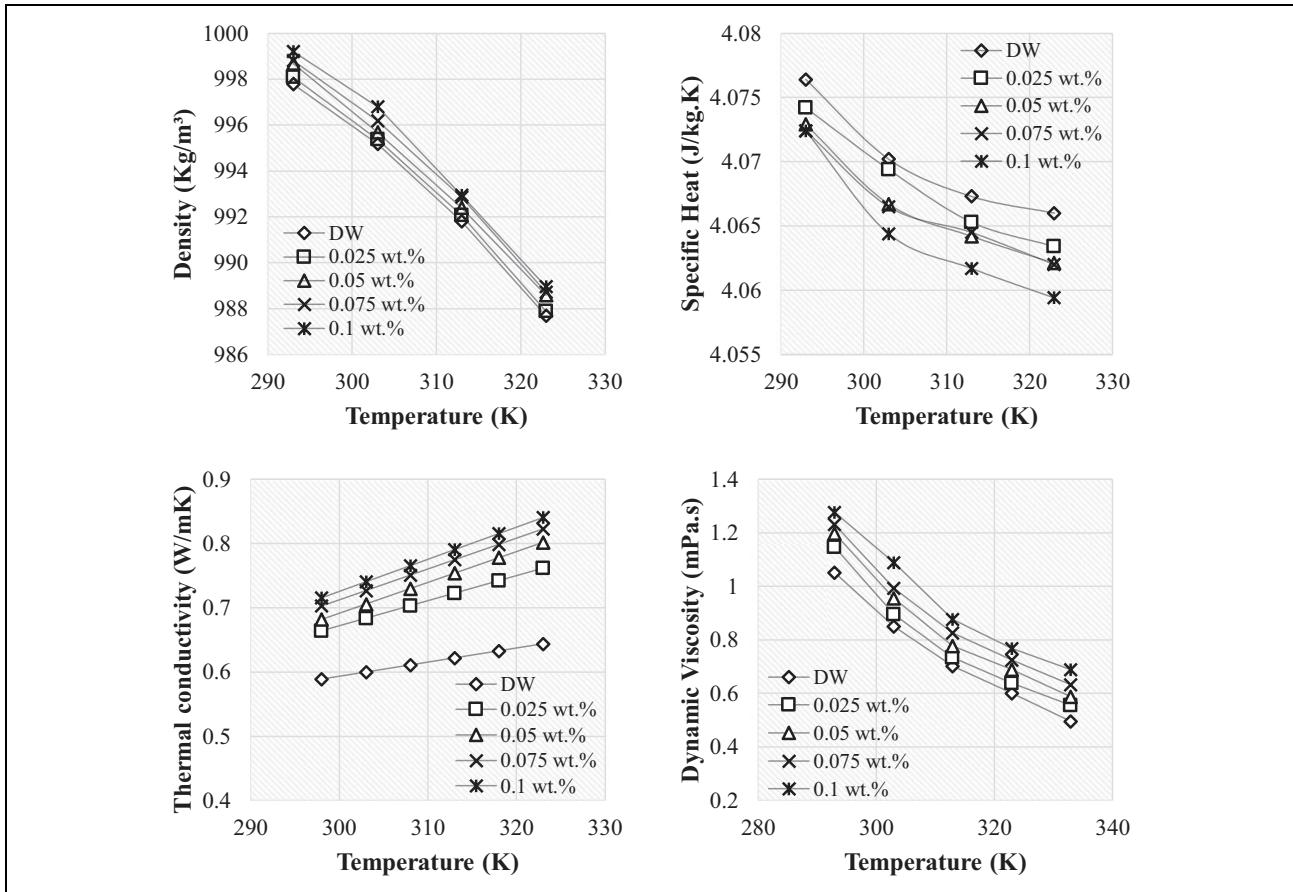 Density (Kg/m³)
1000
998
996
994
992
990
988
986
DW
0.025 wt.%
0.05 wt.%
0.075 wt.%
0.1 wt.%
290 300 310 320 330
Temperature (K)
Specific Heat (J/kg.K)
4.08
4.075
4.07
4.065
4.06
4.055
DW
0.025 wt.%
0.05 wt.%
0.075 wt.%
0.1 wt.%
290 300 310 320 330
Temperature (K)
Thermal conductivity (W/mK)
0.9
0.8
0.7
0.6
0.5
0.4
DW
0.025 wt.%
0.05 wt.%
0.075 wt.%
0.1 wt.%
290 300 310 320 330
Temperature (K)
Dynamic Viscosity (mPa.s)
1.4
1.2
1
0.8
0.6
0.4
0.2
DW
0.025 wt.%
0.05 wt.%
0.075 wt.%
0.1 wt.%
280 300 320 340
Temperature (K)